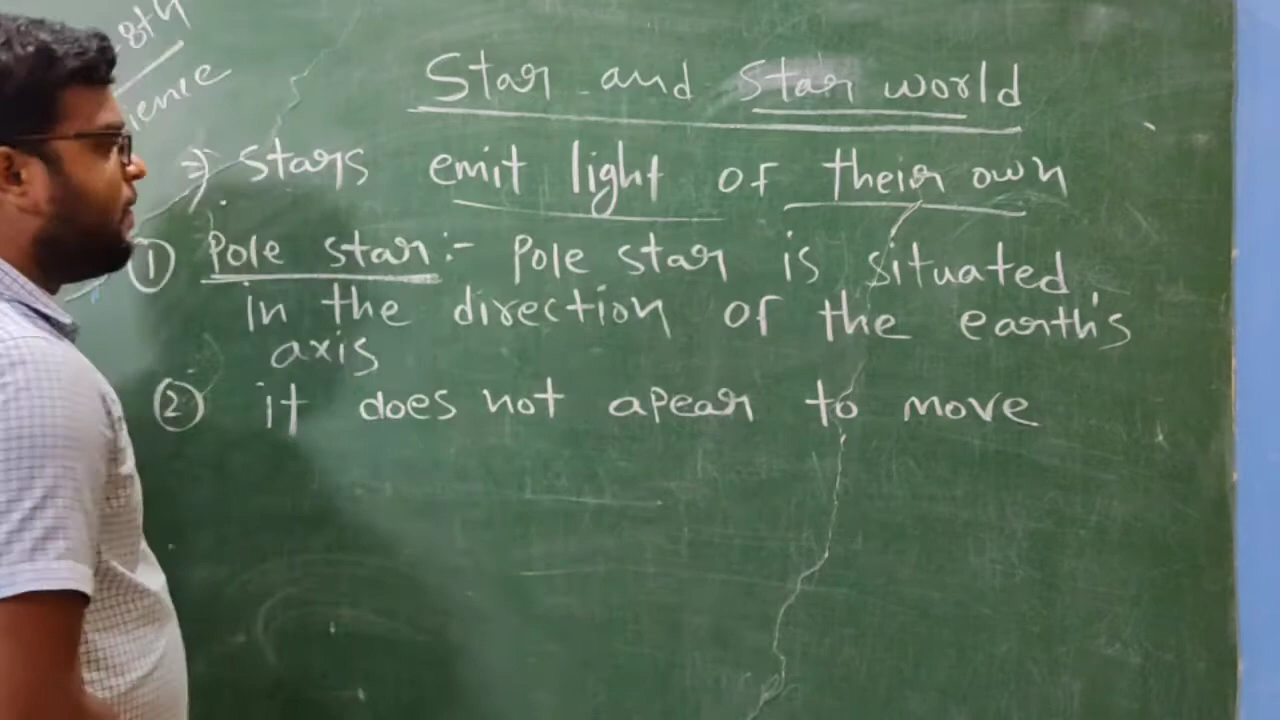 8th
ience
Star and Star world
⇒ Stars emit light of their own
① Pole star:- Pole star is situated
in the direction of the earth's
axis
② it does not apear to move